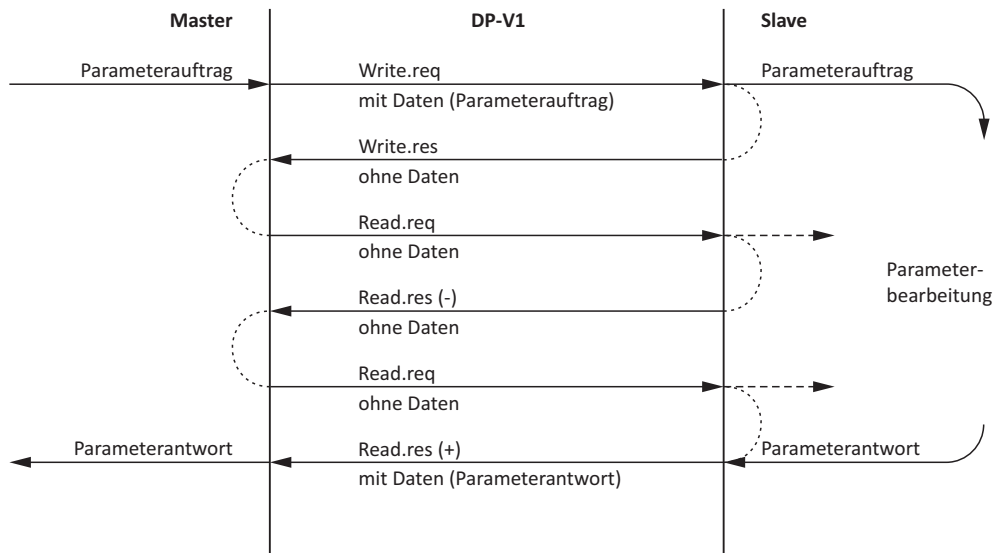 Master DP-V1 Slave
Parameterauftrag Write.req Parameterauftrag
mit Daten (Parameterauftrag)
Write.res
ohne Daten
Read.req
ohne Daten
Parameter-
bearbeitung
Read.res (-)
ohne Daten
Read.req
ohne Daten
Parameterantwort Read.res (+) Parameterantwort
mit Daten (Parameterantwort)